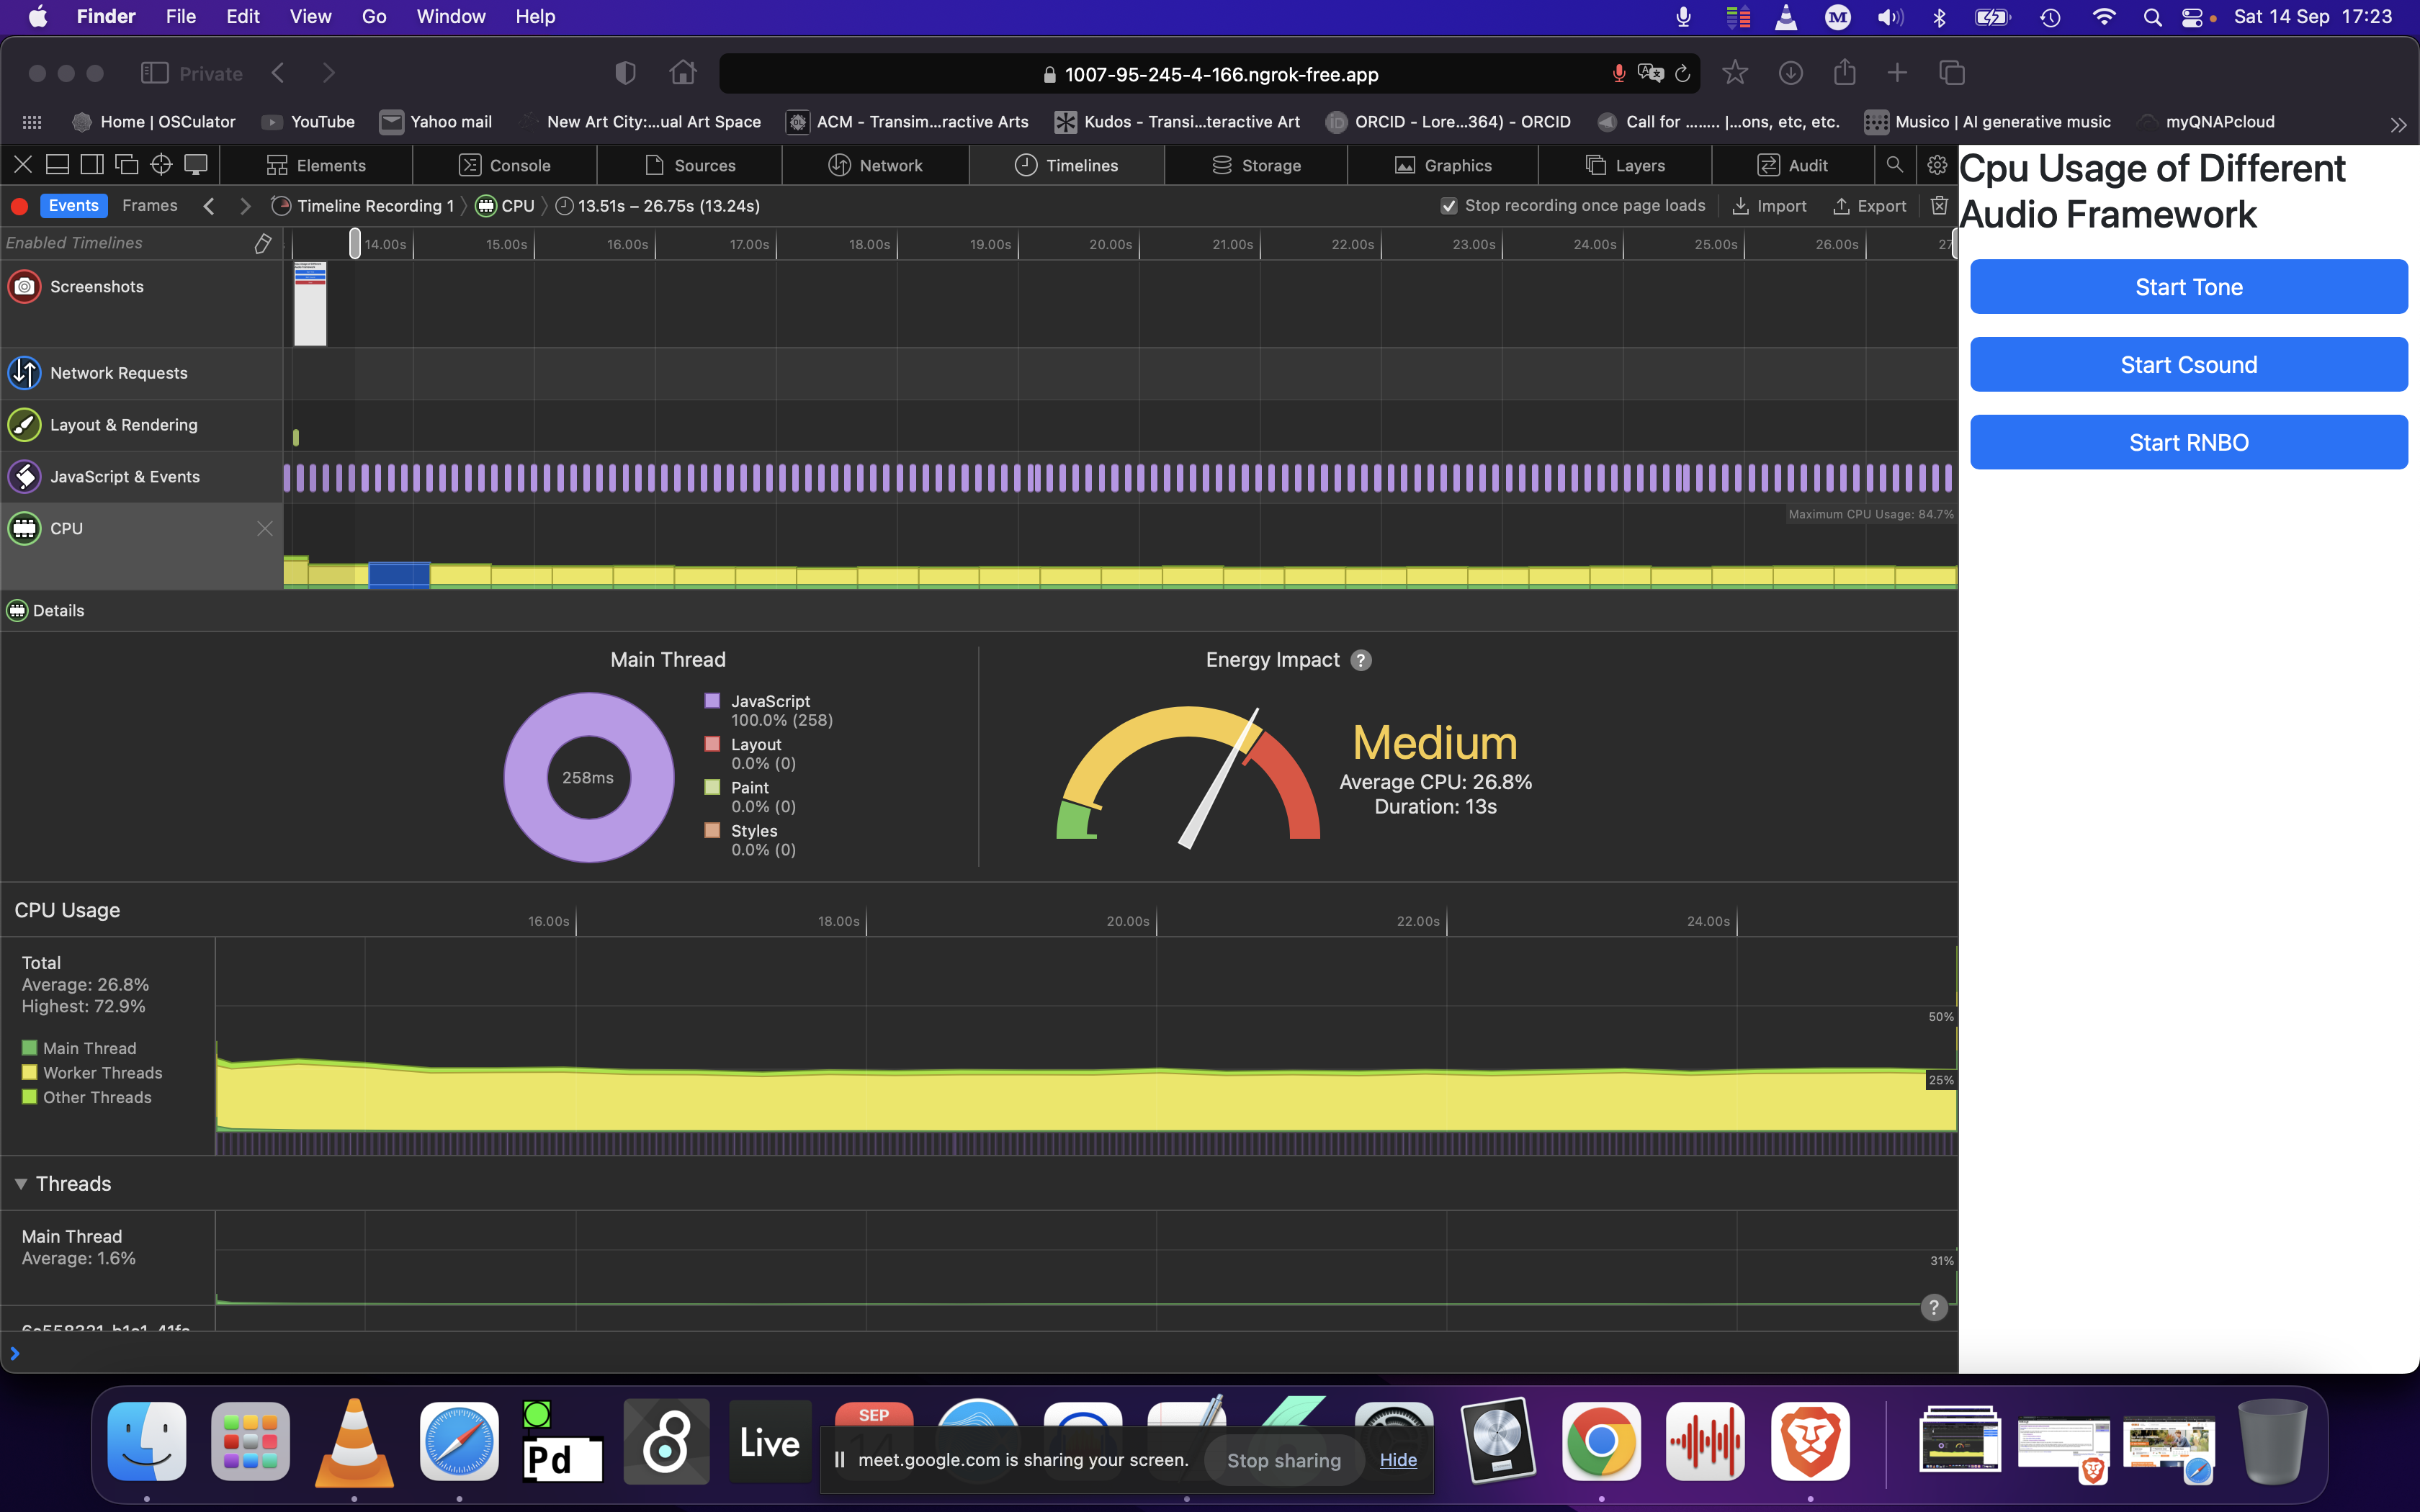 Finder File Edit View Go Window Help Sat 14 Sep 17:23
Private 1007-95-245-4-166.ngrok-free.app
Home | OSCulator YouTube Yahoo mail New Art City:...ual Art Space ACM - Transim...ractive Arts Kudos - Transi...teractive Art ORCID - Lore...364) - ORCID Call for ........ |...ons, etc, etc. Musico | AI generative music myQNAPcloud
Elements Console Sources Network Timelines Storage Graphics Layers Audit
Events Frames Timeline Recording 1 CPU 13.51s – 26.75s (13.24s) Stop recording once page loads Import Export
Enabled Timelines 14.00s 15.00s 16.00s 17.00s 18.00s 19.00s 20.00s 21.00s 22.00s 23.00s 24.00s 25.00s 26.00s 27
Screenshots
Network Requests
Layout & Rendering
JavaScript & Events
CPU
Maximum CPU Usage: 84.7%
Details
Main Thread
258ms
JavaScript
100.0% (258)
Layout
0.0% (0)
Paint
0.0% (0)
Styles
0.0% (0)
Energy Impact ?
Medium
Average CPU: 26.8%
Duration: 13s
CPU Usage 16.00s 18.00s 20.00s 22.00s 24.00s
Total
Average: 26.8%
Highest: 72.9%
Main Thread
Worker Threads
Other Threads
50%
25%
Threads
Main Thread
Average: 1.6%
31%
?
Cpu Usage of Different
Audio Framework
Start Tone
Start Csound
Start RNBO
Pd
8
Live
SEP
meet.google.com is sharing your screen. Stop sharing Hide